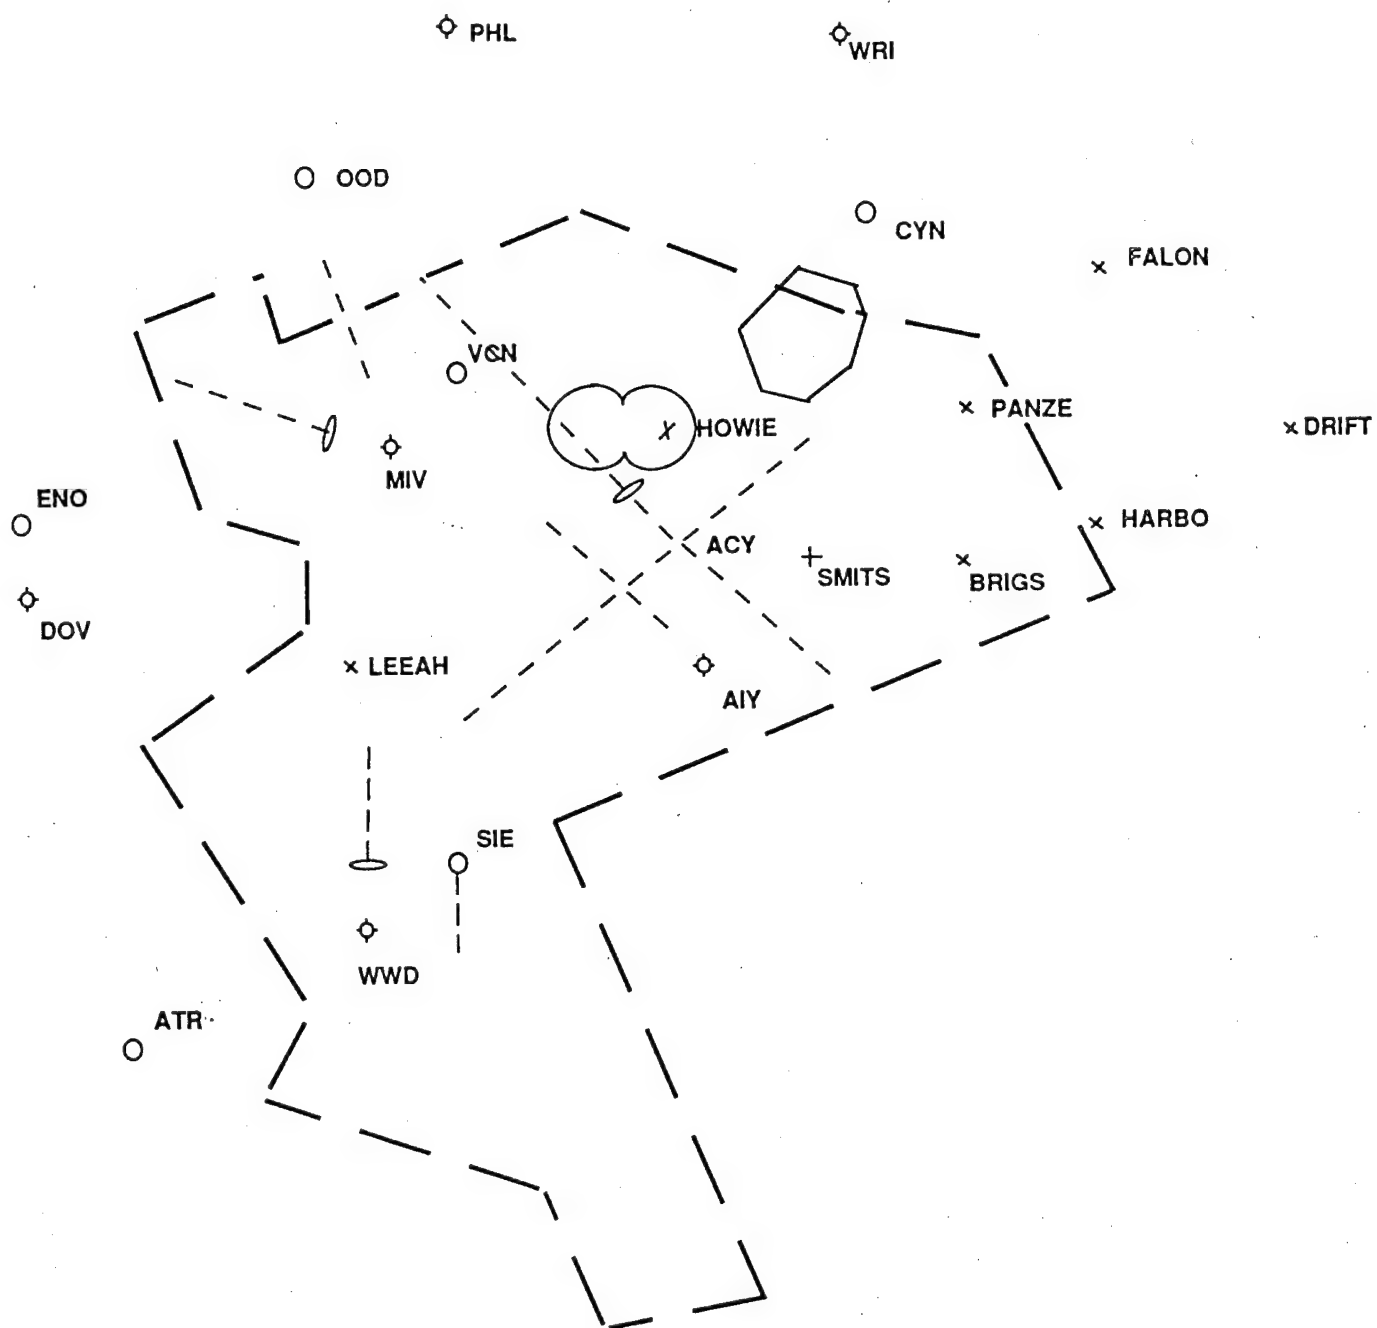 PHL
WRI
OOD
CYN
FALON
VCN
PANZE
HOWIE
DRIFT
MIV
ENO
HARBO
ACY
SMITS
BRIGS
DOV
LEEAH
AIY
SIE
WWD
ATR